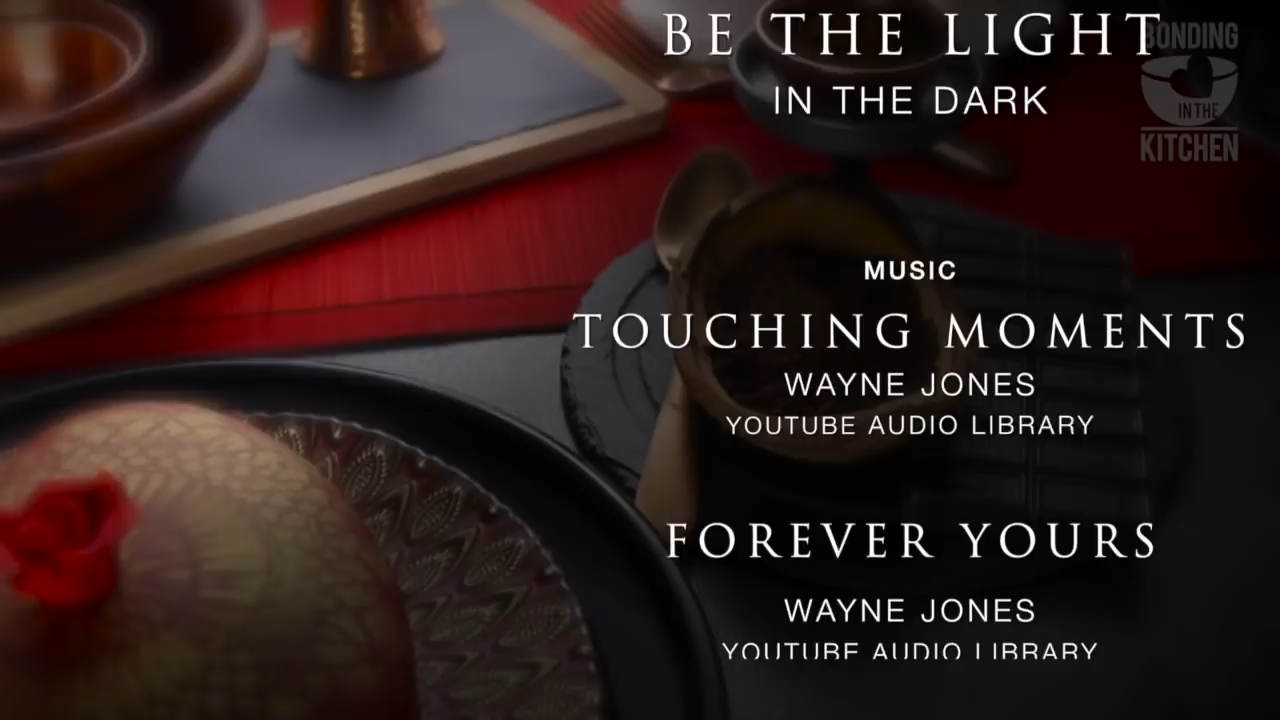 BE THE LIGHT
IN THE DARK
BONDING
IN THE
KITCHEN
MUSIC
TOUCHING MOMENTS
WAYNE JONES
YOUTUBE AUDIO LIBRARY
FOREVER YOURS
WAYNE JONES
YOUTUBE AUDIO LIBRARY